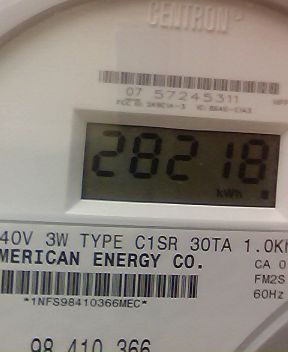 CENTRON®
07 57245311
28218
kWh
40V 3W TYPE C1SR 30TA 1.0K
MERICAN ENERGY CO.
CA 0
FM2S
60Hz
*1NFS98410366MEC*
98 410 366